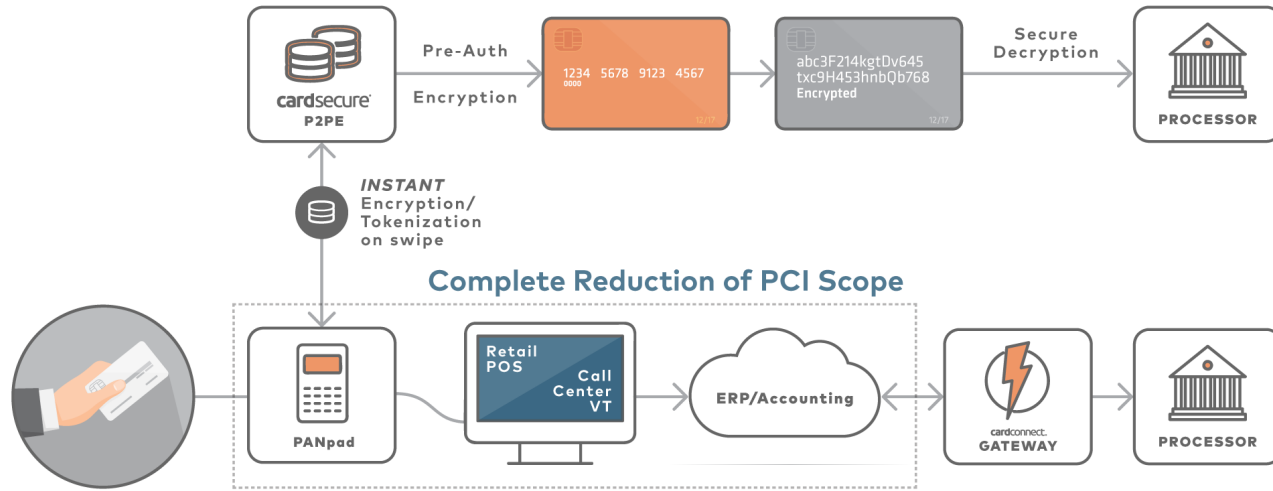 Pre-Auth
Encryption
cardsecure
P2PE
1234 5678 9123 4567
0000
12/17
abc3F214kgtDv645
txc9H453hnbQb768
Encrypted
12/17
Secure
Decryption
PROCESSOR
INSTANT
Encryption/
Tokenization
on swipe
Complete Reduction of PCI Scope
PANpad
Retail
POS
Call
Center
VT
ERP/Accounting
cardconnect.
GATEWAY
PROCESSOR